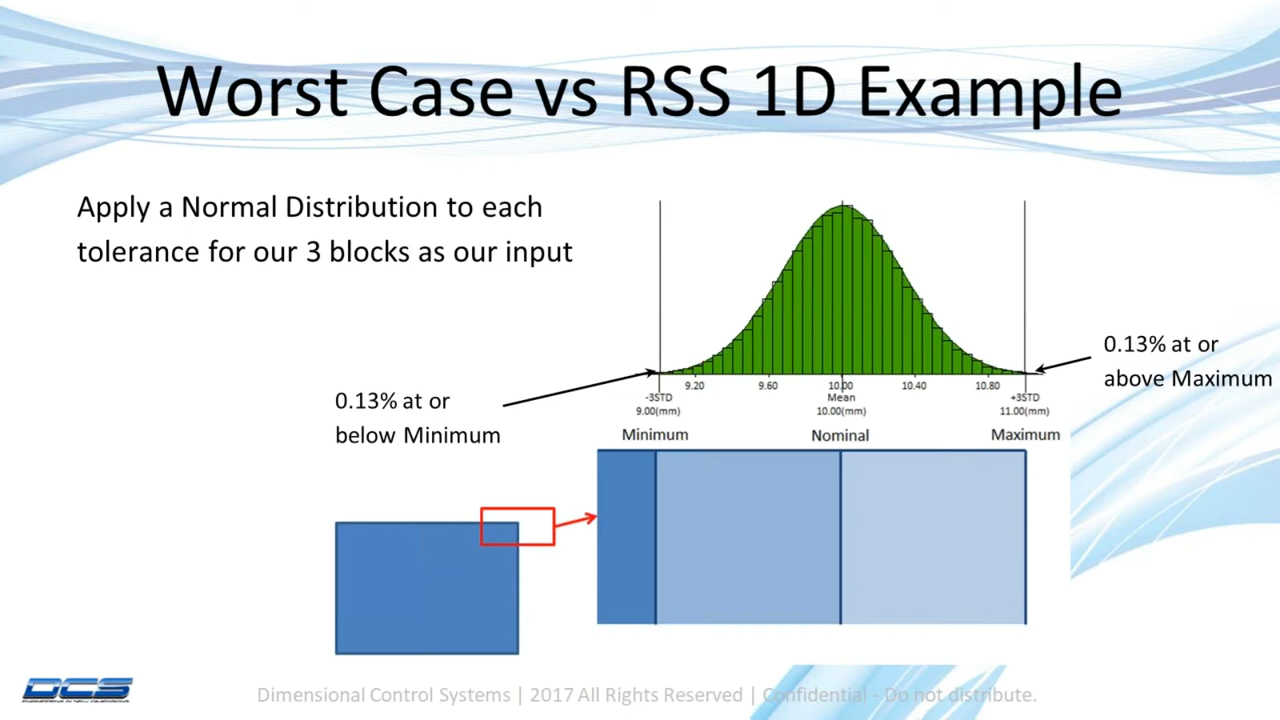 Worst Case vs RSS 1D Example
Apply a Normal Distribution to each
tolerance for our 3 blocks as our input
0.13% at or
above Maximum
0.13% at or
below Minimum
9.20 9.60 10.00 10.40 10.80
-3STD Mean +3STD
9.00(mm) 10.00(mm) 11.00(mm)
Minimum Nominal Maximum
DCS
Dimensional Control Systems | 2017 All Rights Reserved | Confidential - Do not distribute.